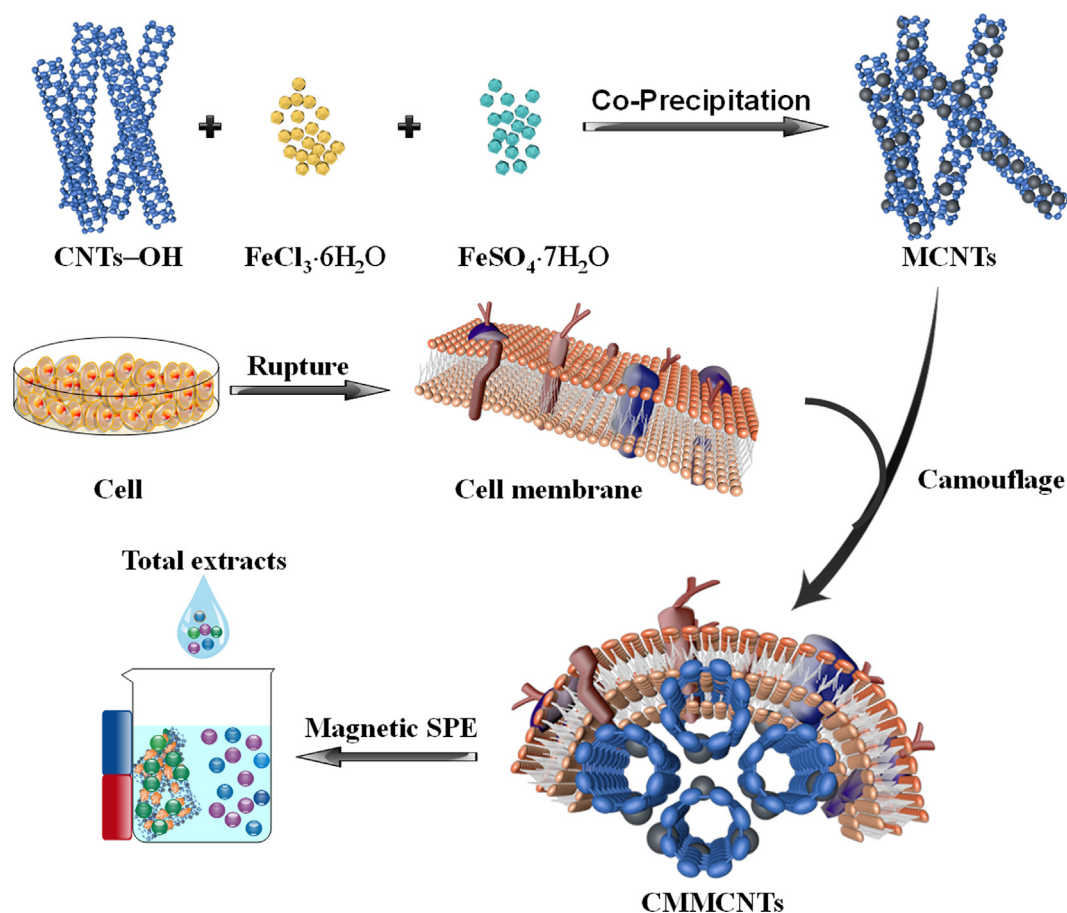 Co-Precipitation
CNTs–OH
FeCl₃·6H₂O
FeSO₄·7H₂O
MCNTs
Rupture
Cell
Cell membrane
Camouflage
Total extracts
Magnetic SPE
CMMCNTs